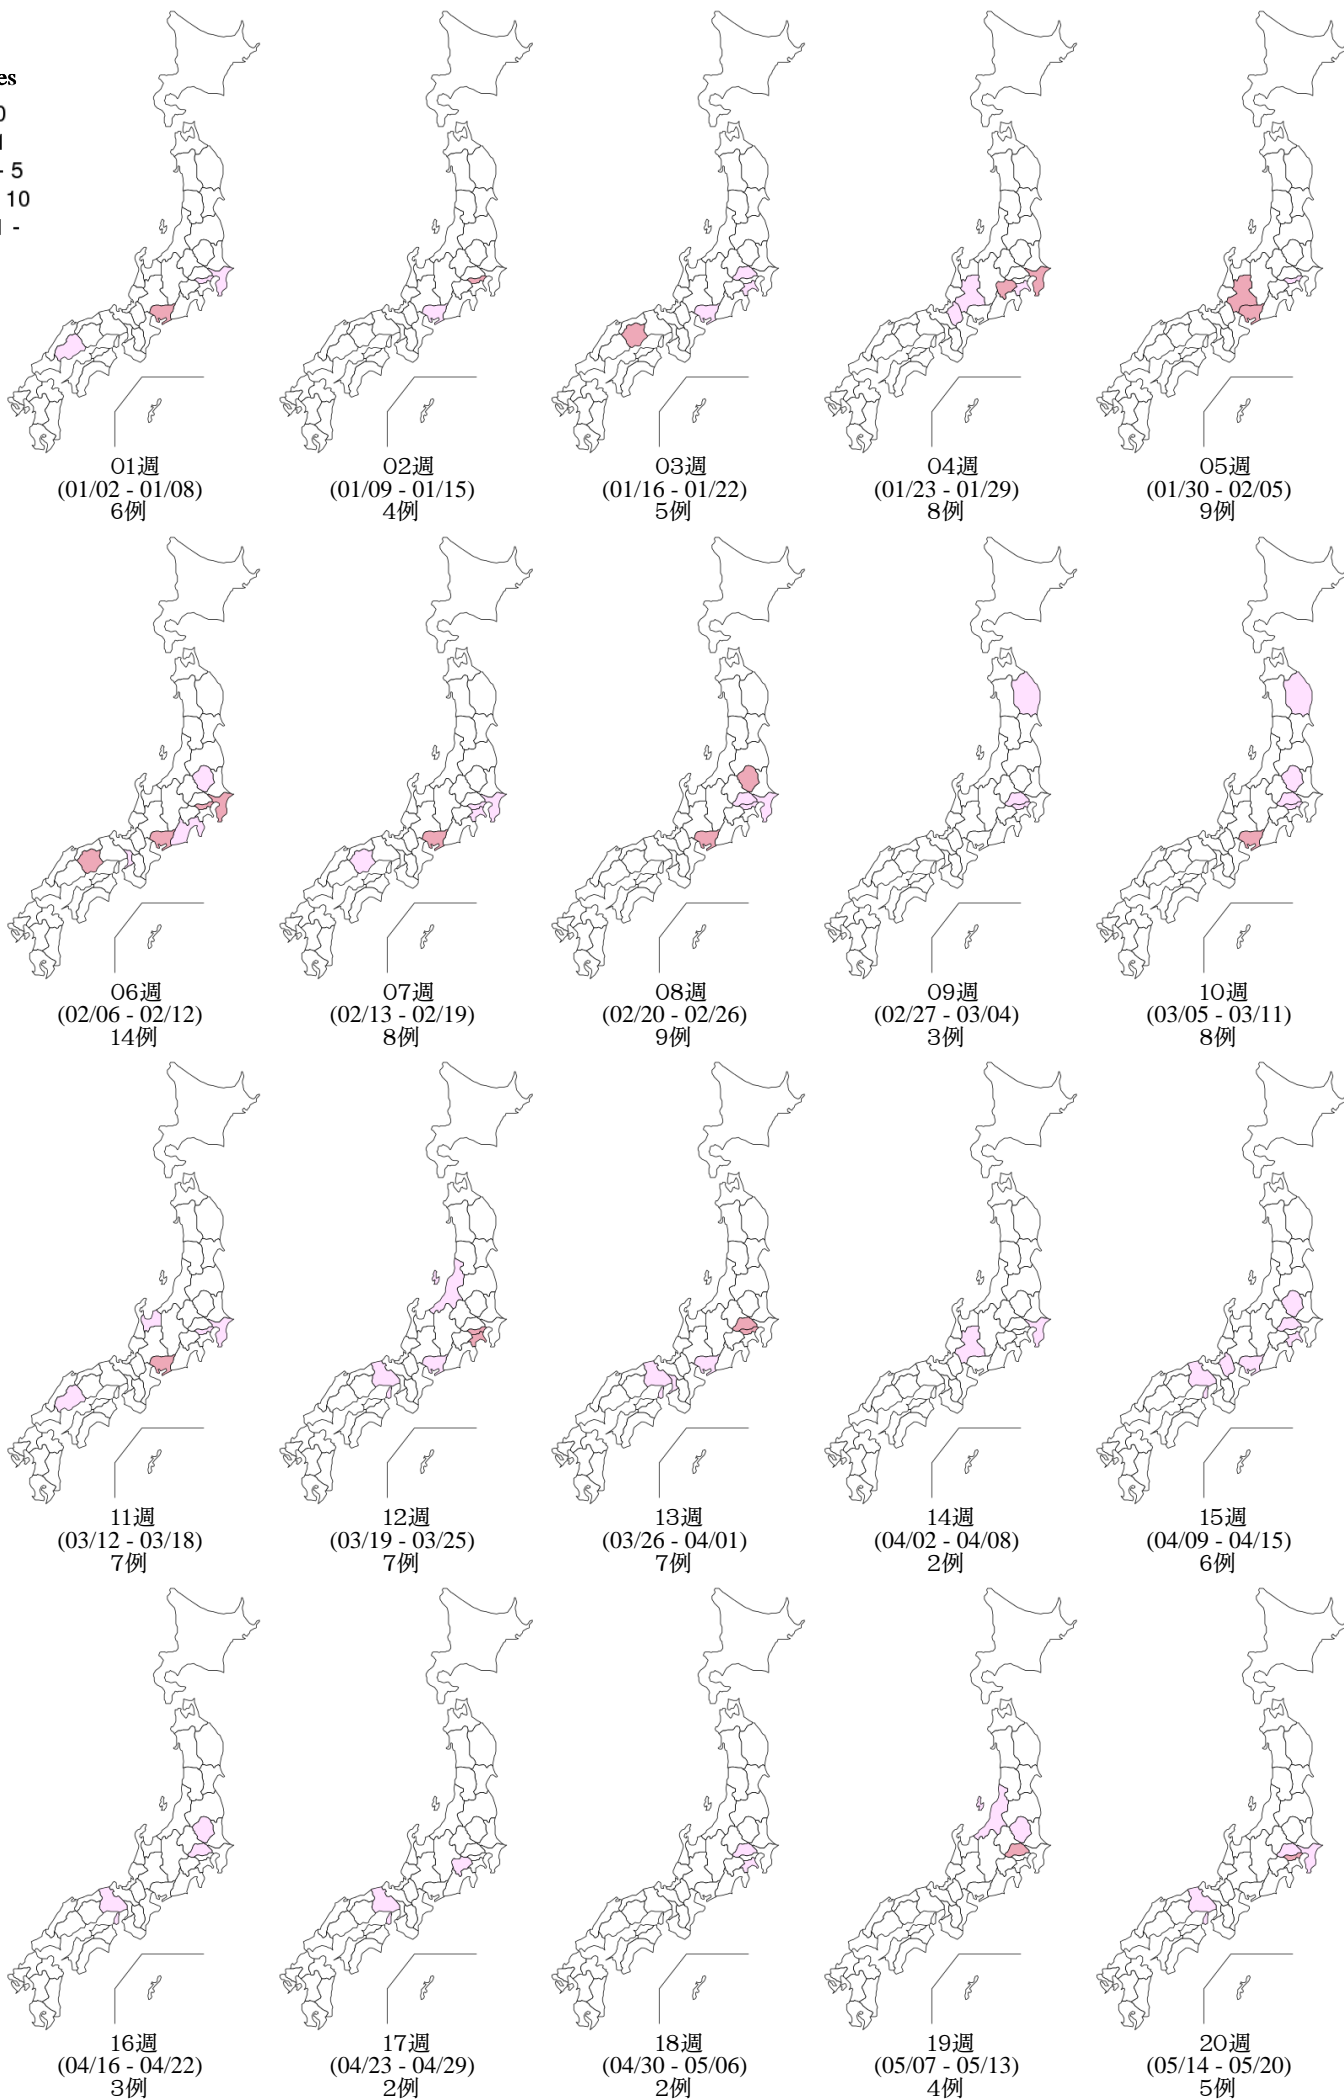 es
0
1
- 5
10
1 -
01週
(01/02 - 01/08)
6例
02週
(01/09 - 01/15)
4例
03週
(01/16 - 01/22)
5例
04週
(01/23 - 01/29)
8例
05週
(01/30 - 02/05)
9例
06週
(02/06 - 02/12)
14例
07週
(02/13 - 02/19)
8例
08週
(02/20 - 02/26)
9例
09週
(02/27 - 03/04)
3例
10週
(03/05 - 03/11)
8例
11週
(03/12 - 03/18)
7例
12週
(03/19 - 03/25)
7例
13週
(03/26 - 04/01)
7例
14週
(04/02 - 04/08)
2例
15週
(04/09 - 04/15)
6例
16週
(04/16 - 04/22)
3例
17週
(04/23 - 04/29)
2例
18週
(04/30 - 05/06)
2例
19週
(05/07 - 05/13)
4例
20週
(05/14 - 05/20)
5例